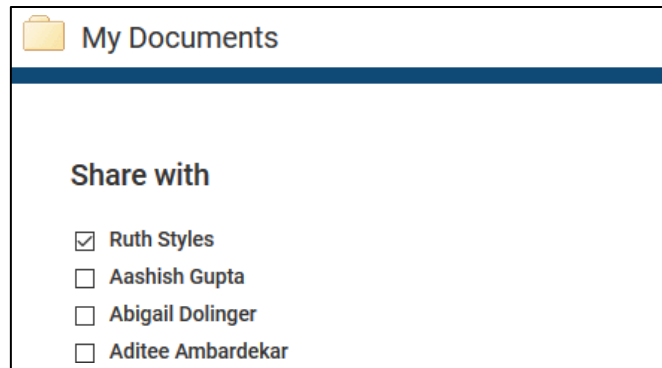 My Documents
Share with
Ruth Styles
Aashish Gupta
Abigail Dolinger
Aditee Ambardekar